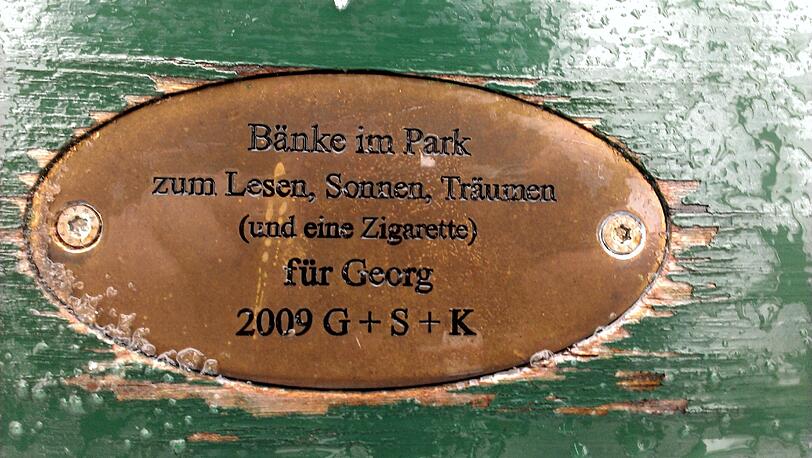 Bänke im Park
zum Lesen, Sonnen, Träumen
(und eine Zigarette)
für Georg
2009 G + S + K